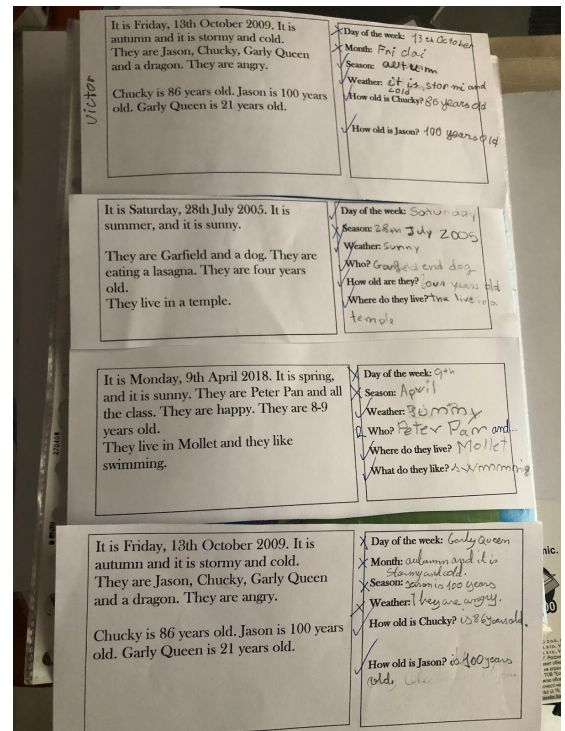 Victor
It is Friday, 13th October 2009. It is
autumn and it is stormy and cold.
They are Jason, Chucky, Garly Queen
and a dragon. They are angry.
Chucky is 86 years old. Jason is 100 years
old. Garly Queen is 21 years old.
Day of the week: 13th October
Month: Fridai
Season: autumm
Weather: it is stormi and
cold
How old is Chucky? 86 years old
How old is Jason? 100 years old
It is Saturday, 28th July 2005. It is
summer, and it is sunny.
They are Garfield and a dog. They are
eating a lasagna. They are four years
old.
They live in a temple.
Day of the week: Saturday
Season: 28th July 2005
Weather: Sunny
Who? Garfield end dog
How old are they? four years old
Where do they live? the live in a
temple
It is Monday, 9th April 2018. It is spring,
and it is sunny. They are Peter Pan and all
the class. They are happy. They are 8-9
years old.
They live in Mollet and they like
swimming.
Day of the week: 9th
Season: April
Weather: Summy
Who? Peter Pan and...
Where do they live? Mollet
What do they like? swmmming
It is Friday, 13th October 2009. It is
autumn and it is stormy and cold.
They are Jason, Chucky, Garly Queen
and a dragon. They are angry.
Chucky is 86 years old. Jason is 100 years
old. Garly Queen is 21 years old.
Day of the week: Garly Queen
Month: autumn and it is
stormy and cold.
Season: Jason is 100 years
Weather: They are angry.
How old is Chucky? is 86 years old.
How old is Jason? is 100 years
old.